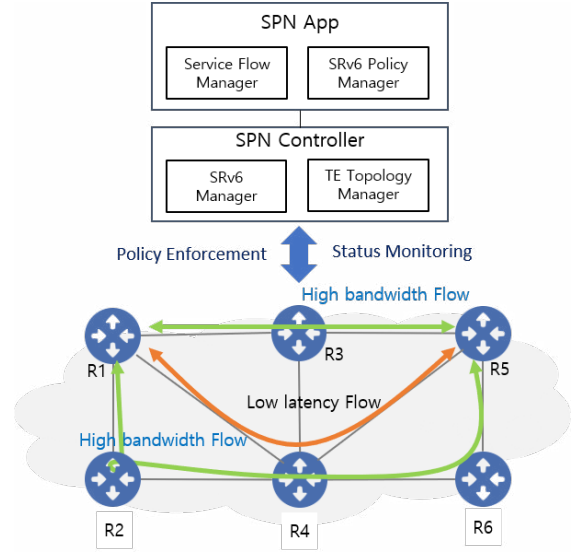 SPN App
Service Flow
Manager
SRv6 Policy
Manager
SPN Controller
SRv6
Manager
TE Topology
Manager
Policy Enforcement
Status Monitoring
High bandwidth Flow
R1
R3
R5
Low latency Flow
High bandwidth Flow
R2
R4
R6